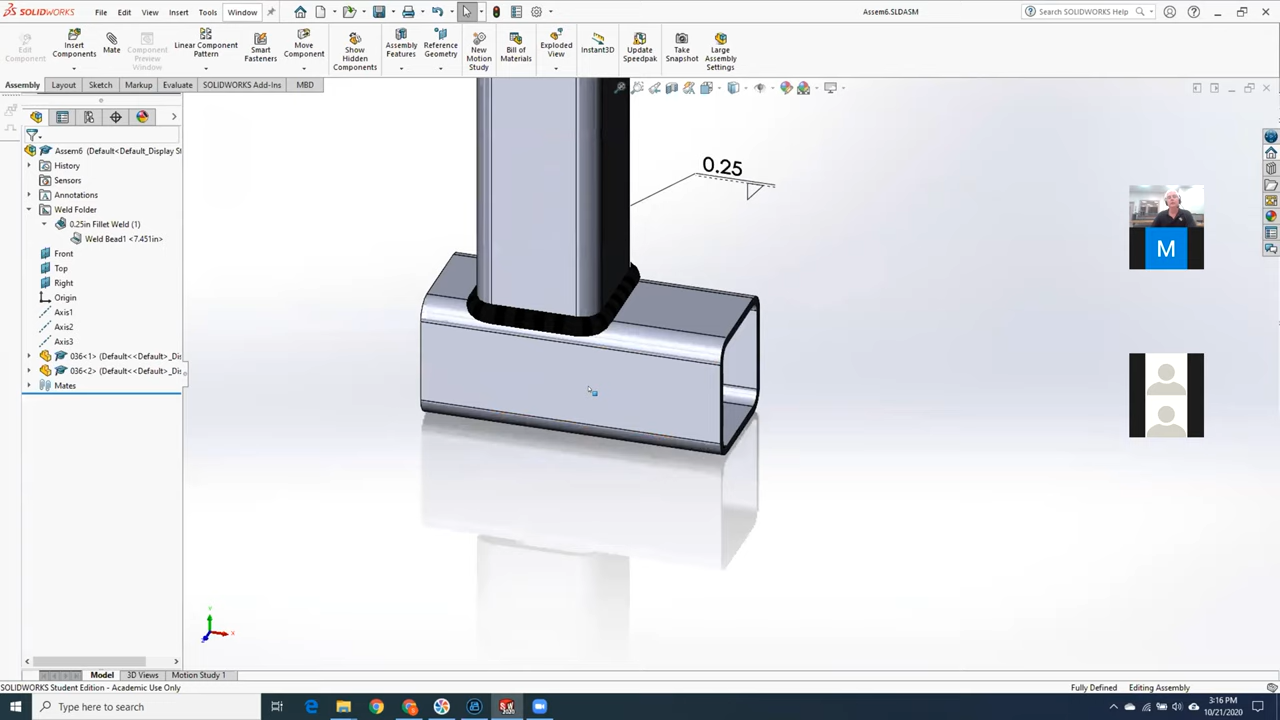 SOLIDWORKS File Edit View Insert Tools Window Assem6.SLDASM Search SOLIDWORKS Help
Edit Component
Insert Components
Mate
Component Preview Window
Linear Component Pattern
Smart Fasteners
Move Component
Show Hidden Components
Assembly Features
Reference Geometry
New Motion Study
Bill of Materials
Exploded View
Instant3D
Update Speedpak
Take Snapshot
Large Assembly Settings
Assembly Layout Sketch Markup Evaluate SOLIDWORKS Add-Ins MBD
Assem6 (Default<Default_Display St
History
Sensors
Annotations
Weld Folder
0.25in Fillet Weld (1)
Weld Bead1 <7.451in>
Front
Top
Right
Origin
Axis1
Axis2
Axis3
036<1> (Default<<Default>_Dis
036<2> (Default<<Default>_Dis
Mates
0.25
M
Y
X
Z
Model 3D Views Motion Study 1
SOLIDWORKS Student Edition - Academic Use Only Fully Defined Editing Assembly
Type here to search
3:16 PM
10/21/2020